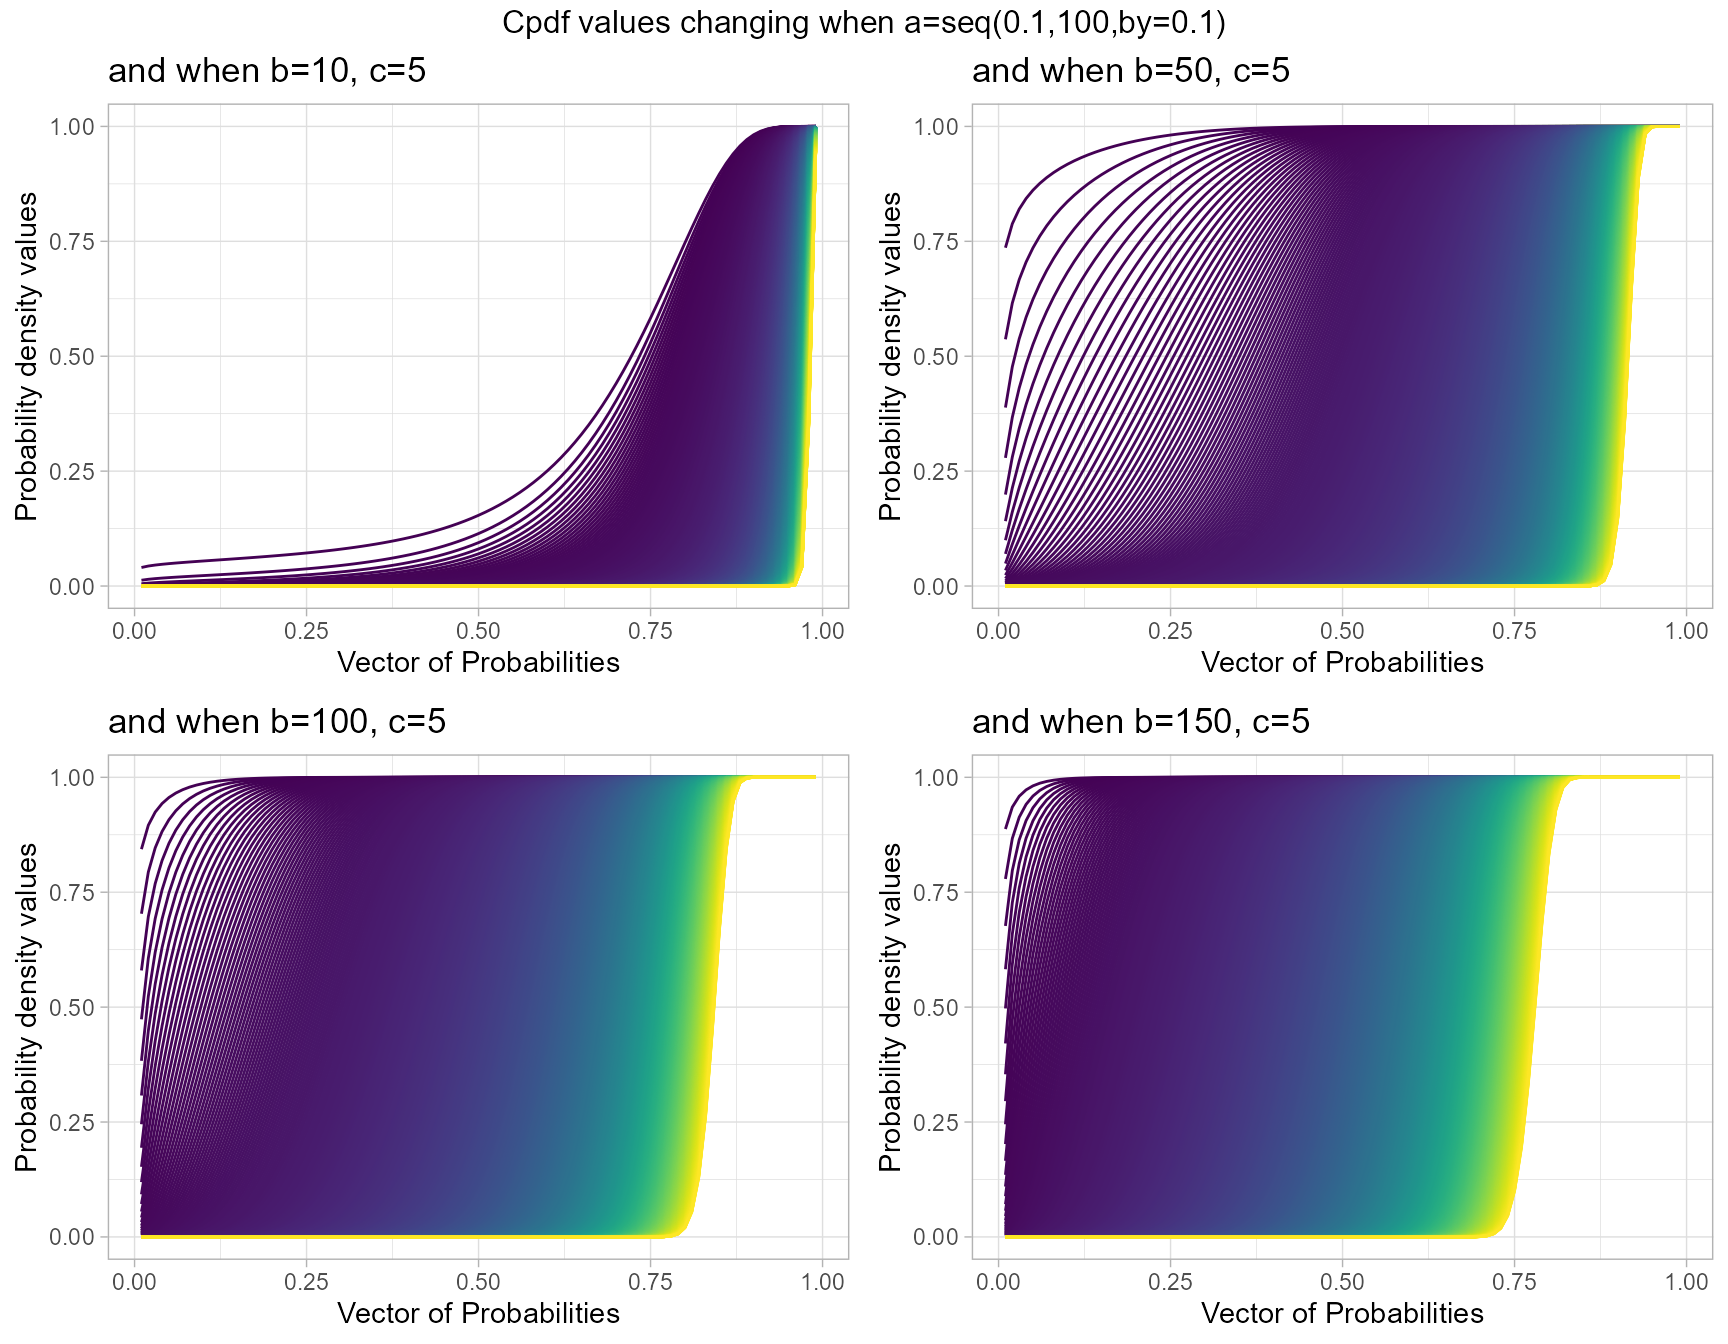 Cpdf values changing when a=seq(0.1,100,by=0.1)
and when b=10, c=5
Probability density values
1.00
0.75
0.50
0.25
0.00
0.00 0.25 0.50 0.75 1.00
Vector of Probabilities
and when b=50, c=5
Probability density values
1.00
0.75
0.50
0.25
0.00
0.00 0.25 0.50 0.75 1.00
Vector of Probabilities
and when b=100, c=5
Probability density values
1.00
0.75
0.50
0.25
0.00
0.00 0.25 0.50 0.75 1.00
Vector of Probabilities
and when b=150, c=5
Probability density values
1.00
0.75
0.50
0.25
0.00
0.00 0.25 0.50 0.75 1.00
Vector of Probabilities